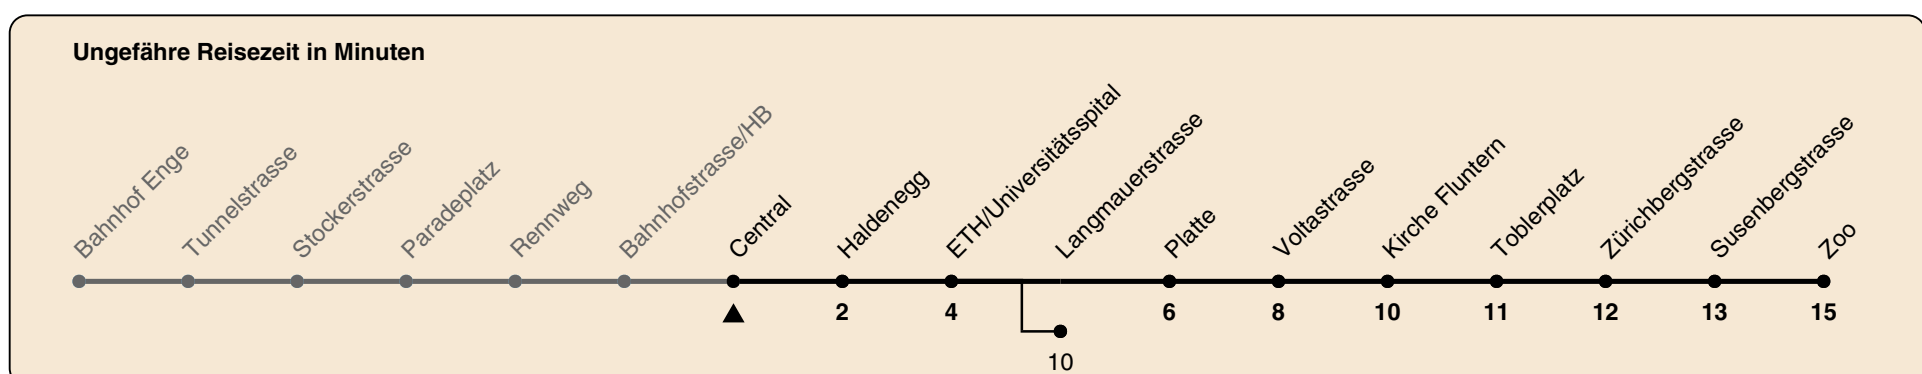 Ungefähre Reisezeit in Minuten
Bahnhof Enge
Tunnelstrasse
Stockerstrasse
Paradeplatz
Rennweg
Bahnhofstrasse/HB
Central
Haldenegg
ETH/Universitätsspital
Langmauerstrasse
Platte
Voltastrasse
Kirche Fluntern
Toblerplatz
Zürichbergstrasse
Susenbergstrasse
Zoo
2 4 6 8 10 11 12 13 15
10